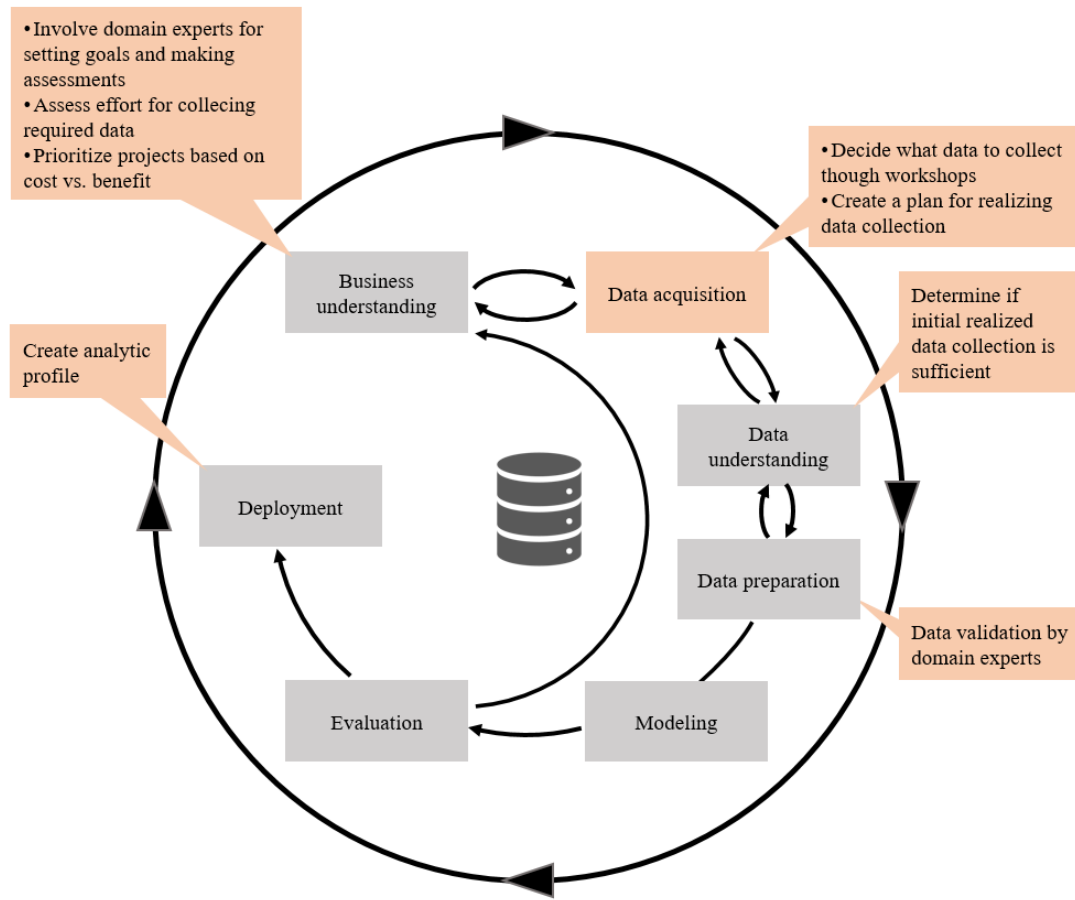 •Involve domain experts for
setting goals and making
assessments
•Assess effort for collecing
required data
•Prioritize projects based on
cost vs. benefit
•Decide what data to collect
though workshops
•Create a plan for realizing
data collection
Business
understanding
Data acquisition
Determine if
initial realized
data collection is
sufficient
Create analytic
profile
Data
understanding
Deployment
Data preparation
Data validation by
domain experts
Evaluation
Modeling